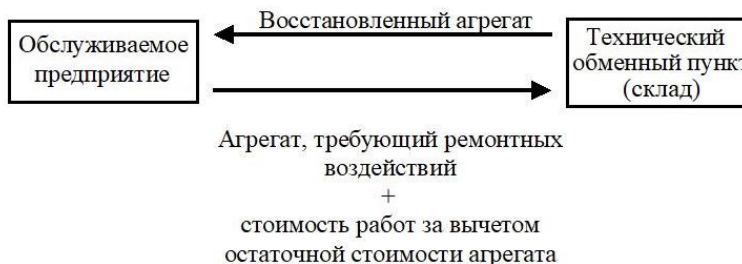 Восстановленный агрегат
Обслуживаемое
предприятие
Технический
обменный пункт
(склад)
Агрегат, требующий ремонтных
воздействий
+
стоимость работ за вычетом
остаточной стоимости агрегата